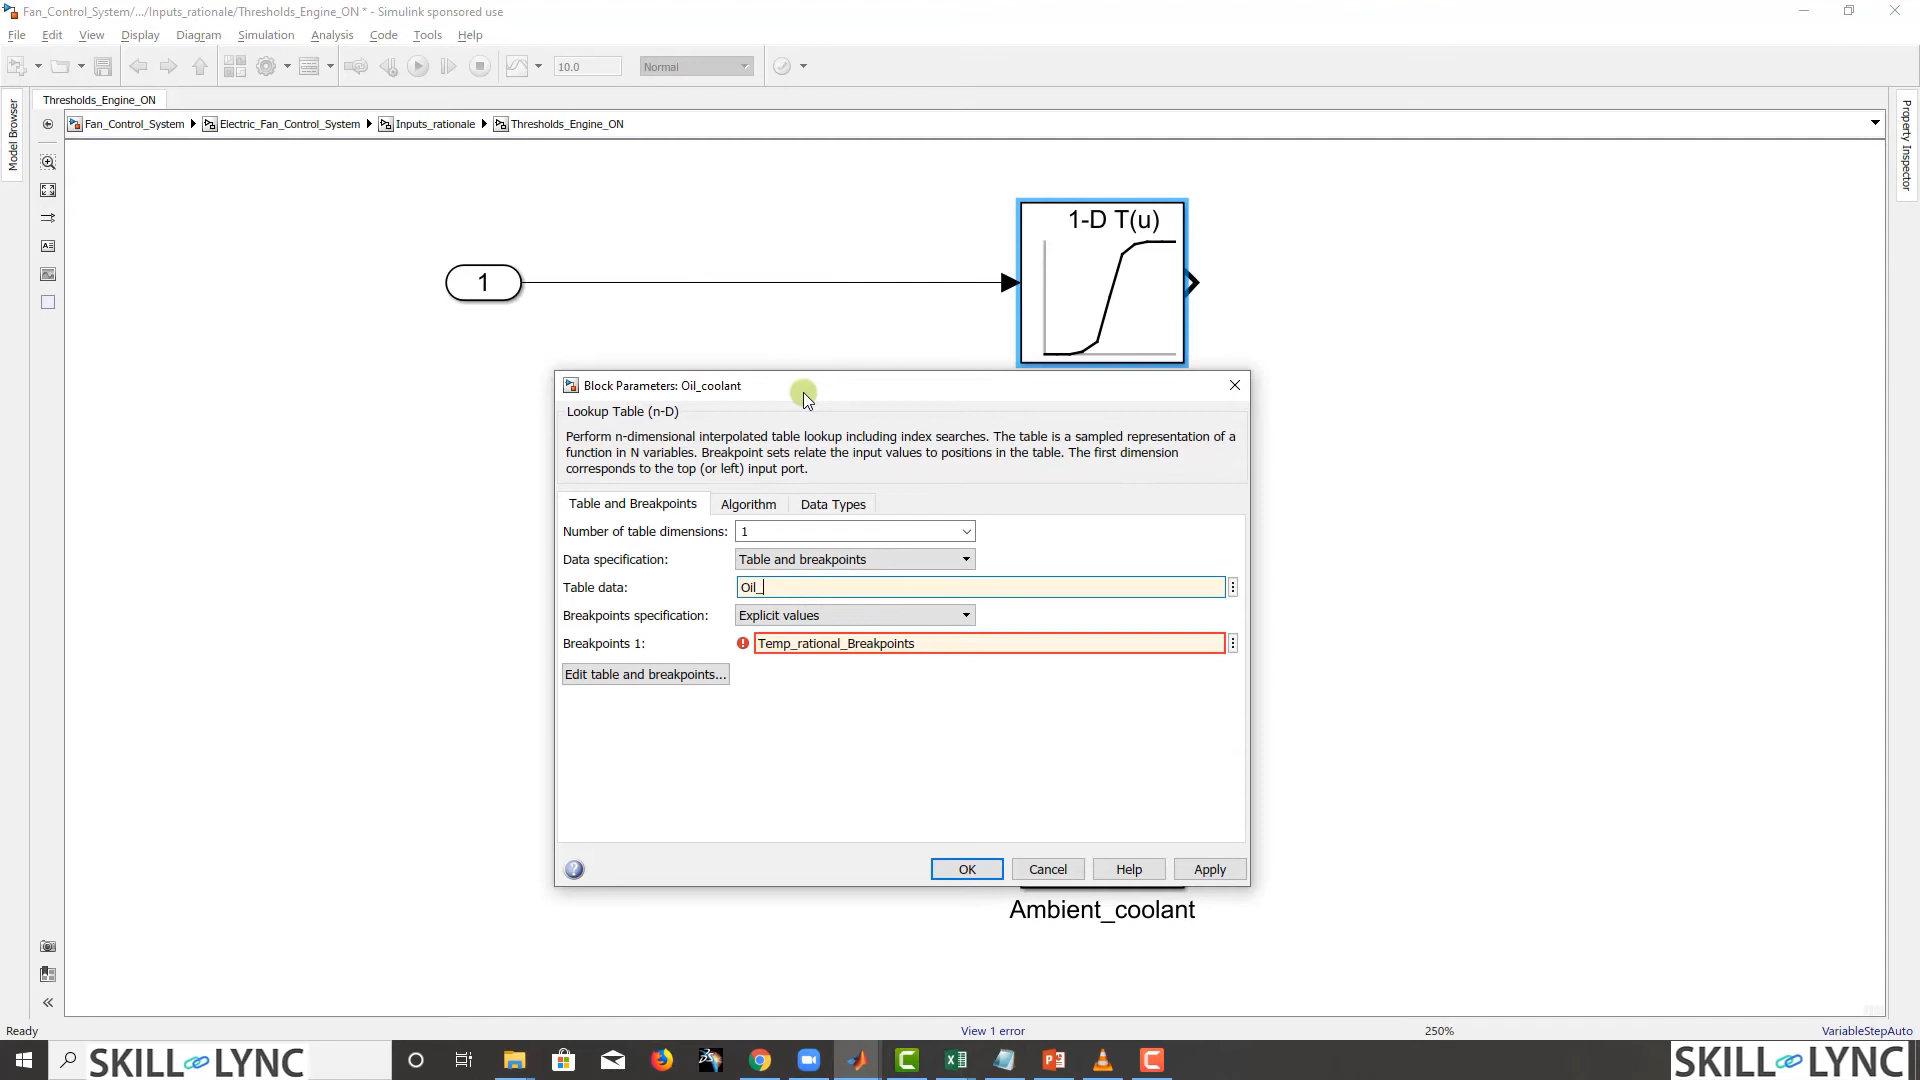 Fan_Control_System/.../Inputs_rationale/Thresholds_Engine_ON * - Simulink sponsored use
File Edit View Display Diagram Simulation Analysis Code Tools Help
10.0 Normal
Thresholds_Engine_ON
Fan_Control_System Electric_Fan_Control_System Inputs_rationale Thresholds_Engine_ON
Model Browser
Property Inspector
1-D T(u)
1
Block Parameters: Oil_coolant
Lookup Table (n-D)
Perform n-dimensional interpolated table lookup including index searches. The table is a sampled representation of a
function in N variables. Breakpoint sets relate the input values to positions in the table. The first dimension
corresponds to the top (or left) input port.
Table and Breakpoints Algorithm Data Types
Number of table dimensions: 1
Data specification: Table and breakpoints
Table data: Oil_
Breakpoints specification: Explicit values
Breakpoints 1: Temp_rational_Breakpoints
Edit table and breakpoints...
OK Cancel Help Apply
Ambient_coolant
Ready View 1 error 250% VariableStepAuto
SKILL LYNC SKILL LYNC